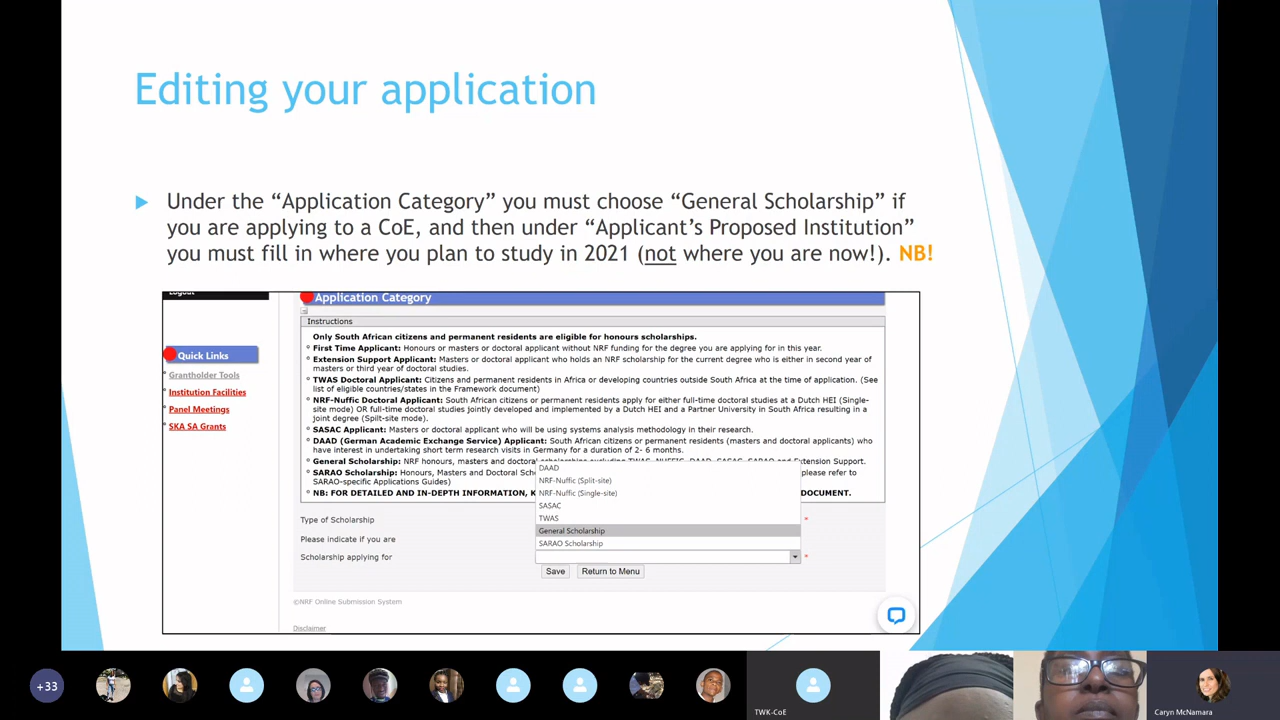 Editing your application
Under the “Application Category” you must choose “General Scholarship” if
you are applying to a CoE, and then under “Applicant’s Proposed Institution”
you must fill in where you plan to study in 2021 (not where you are now!). NB!
Logout
Quick Links
Grantholder Tools
Institution Facilities
Panel Meetings
SKA SA Grants
Application Category
Instructions
Only South African citizens and permanent residents are eligible for honours scholarships.
First Time Applicant: Honours or masters or doctoral applicant without NRF funding for the degree you are applying for in this year.
Extension Support Applicant: Masters or doctoral applicant who holds an NRF scholarship for the current degree who is either in second year of
masters or third year of doctoral studies.
TWAS Doctoral Applicant: Citizens and permanent residents in Africa or developing countries outside South Africa at the time of application. (See
list of eligible countries/states in the Framework document)
NRF-Nuffic Doctoral Applicant: South African citizens or permanent residents apply for either full-time doctoral studies at a Dutch HEI (Single-
site mode) OR full-time doctoral studies jointly developed and implemented by a Dutch HEI and a Partner University in South Africa resulting in a
joint degree (Spilt-site mode).
SASAC Applicant: Masters or doctoral applicant who will be using systems analysis methodology in their research.
DAAD (German Academic Exchange Service) Applicant: South African citizens or permanent residents (masters and doctoral applicants) who
have interest in undertaking short term research visits in Germany for a duration of 2- 6 months.
General Scholarship: NRF honours, masters and doctoral scholarships excluding TWAS, NUFFIC, DAAD, SASAC, SARAO and Extension Support.
SARAO Scholarship: Honours, Masters and Doctoral Sch please refer to
SARAO-specific Applications Guides)
NB: FOR DETAILED AND IN-DEPTH INFORMATION, K DOCUMENT.
DAAD
NRF-Nuffic (Split-site)
NRF-Nuffic (Single-site)
SASAC
TWAS
General Scholarship
SARAO Scholarship
Type of Scholarship *
Please indicate if you are
Scholarship applying for *
Save Return to Menu
©NRF Online Submission System
Disclaimer
+33
TWK-CoE
Caryn McNamara